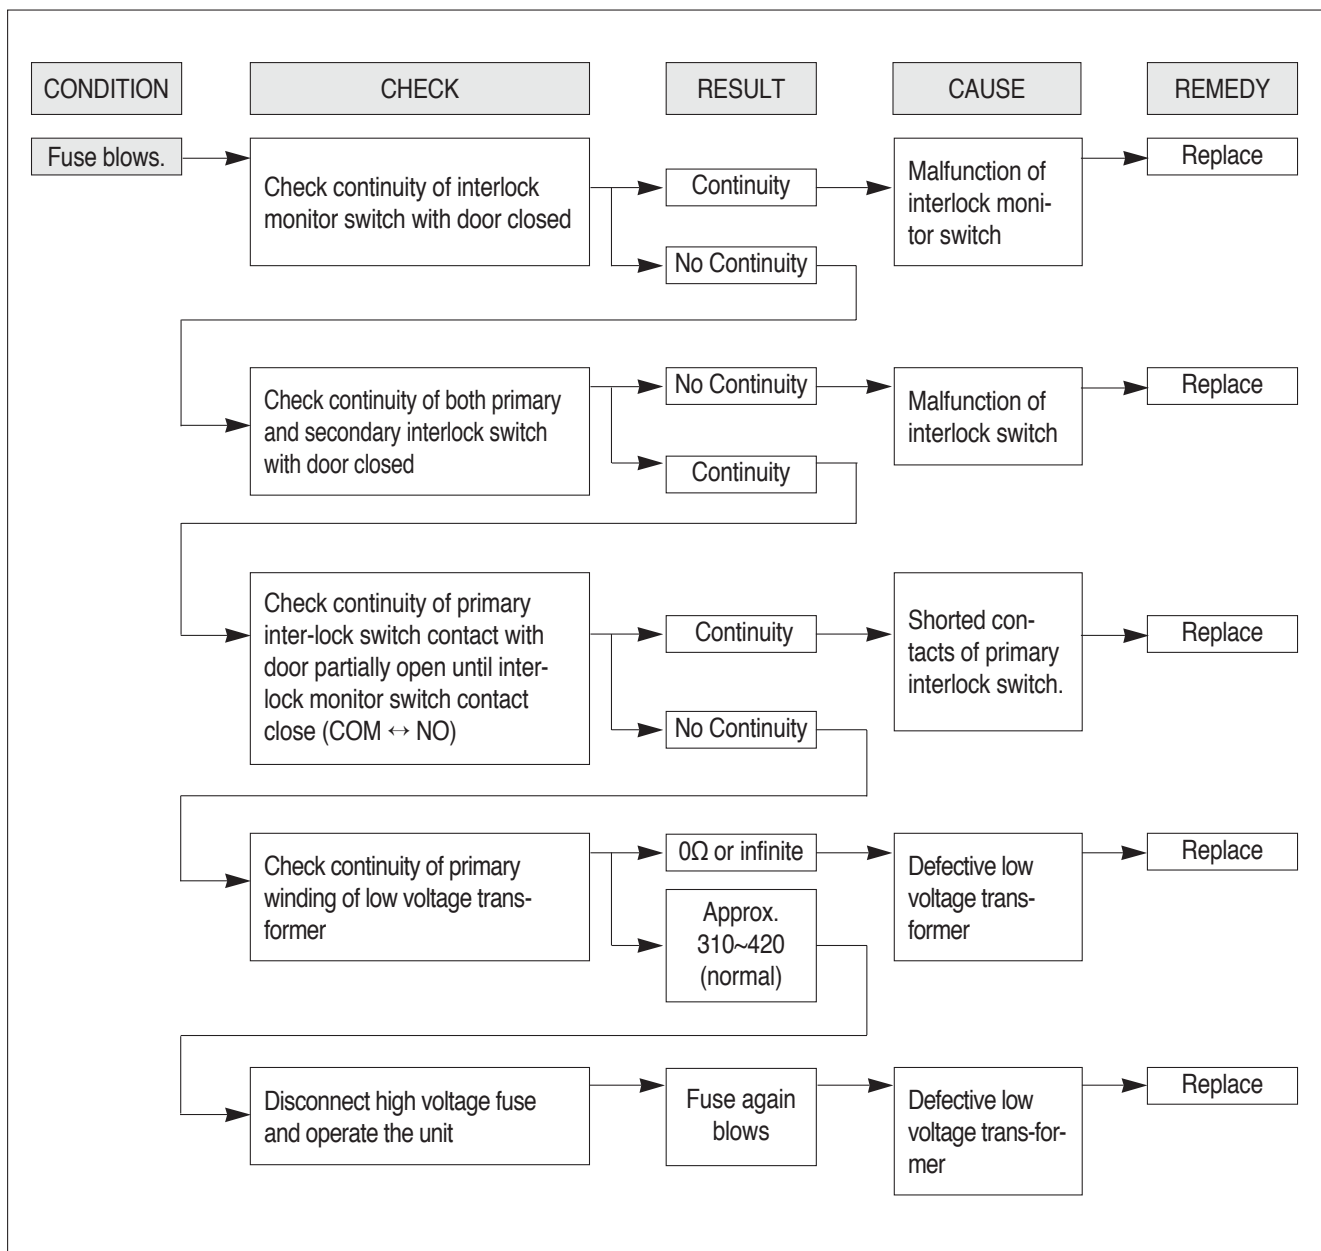 CONDITION
CHECK
RESULT
CAUSE
REMEDY
Fuse blows.
Check continuity of interlock
monitor switch with door closed
Continuity
Malfunction of
interlock moni-
tor switch
Replace
No Continuity
Check continuity of both primary
and secondary interlock switch
with door closed
No Continuity
Malfunction of
interlock switch
Replace
Continuity
Check continuity of primary
inter-lock switch contact with
door partially open until inter-
lock monitor switch contact
close (COM ↔ NO)
Continuity
Shorted con-
tacts of primary
interlock switch.
Replace
No Continuity
Check continuity of primary
winding of low voltage trans-
former
0Ω or infinite
Defective low
voltage trans-
former
Replace
Approx.
310~420
(normal)
Disconnect high voltage fuse
and operate the unit
Fuse again
blows
Defective low
voltage trans-for-
mer
Replace